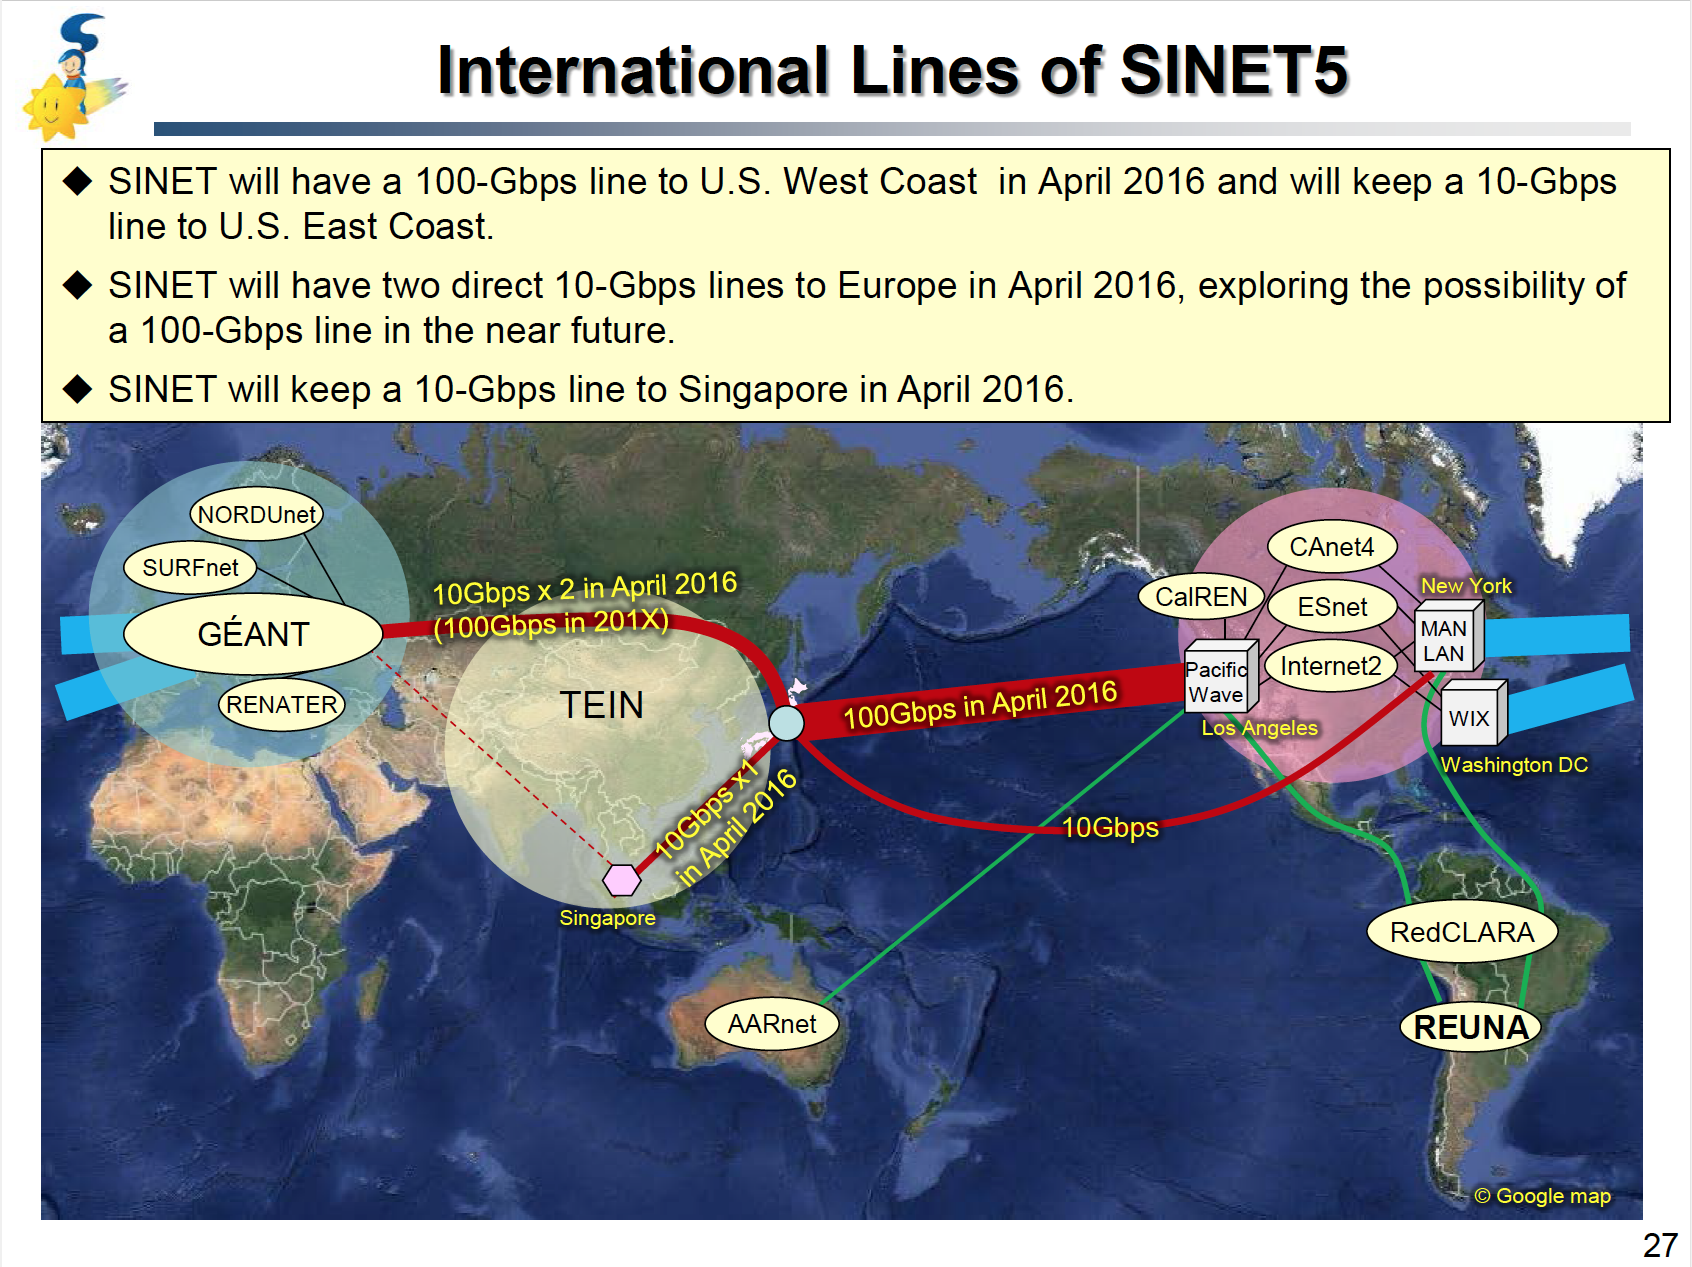 International Lines of SINET5
◆ SINET will have a 100-Gbps line to U.S. West Coast  in April 2016 and will keep a 10-Gbps
line to U.S. East Coast.
◆ SINET will have two direct 10-Gbps lines to Europe in April 2016, exploring the possibility of
a 100-Gbps line in the near future.
◆ SINET will keep a 10-Gbps line to Singapore in April 2016.
NORDUnet
SURFnet
GÉANT
RENATER
10Gbps x 2 in April 2016
(100Gbps in 201X)
TEIN
10Gbps x1
in April 2016
Singapore
100Gbps in April 2016
10Gbps
CAnet4
CalREN
ESnet
Internet2
Pacific
Wave
Los Angeles
New York
MAN
LAN
WIX
Washington DC
AARnet
RedCLARA
REUNA
© Google map
27